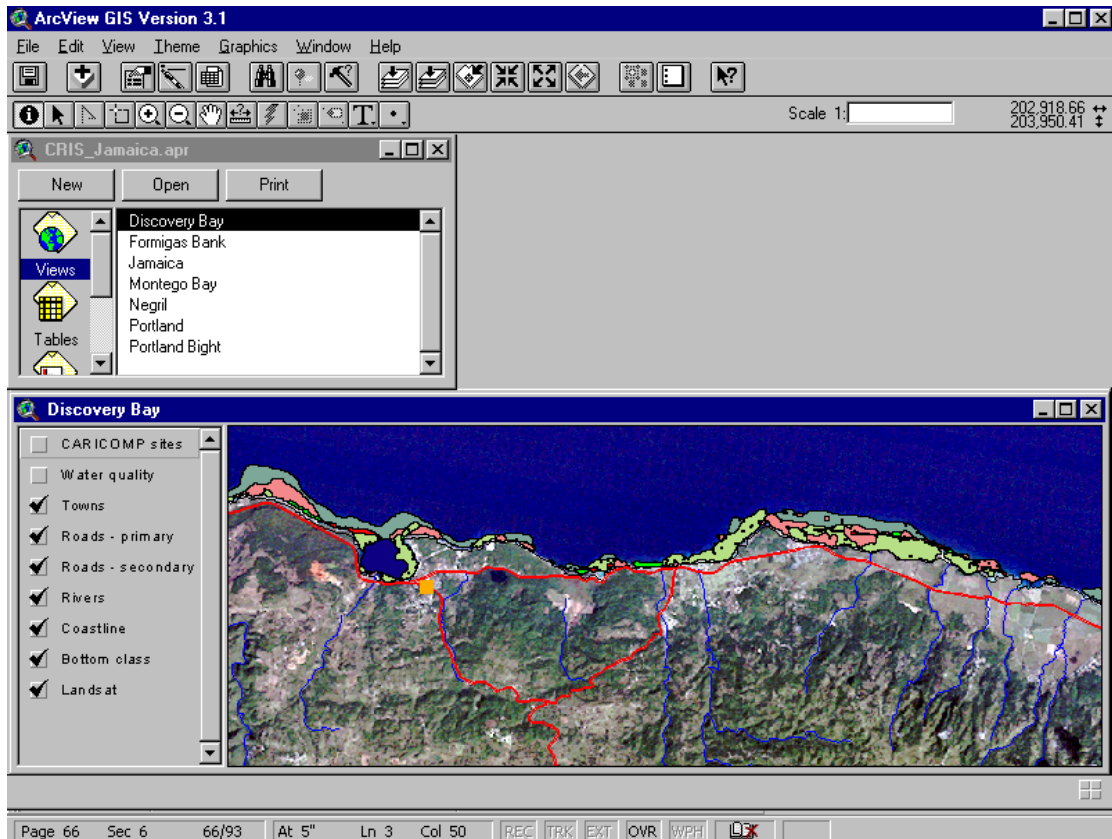 ArcView GIS Version 3.1
File Edit View Theme Graphics Window Help
Scale 1:
202,918.66
203,950.41
CRIS_Jamaica.apr
New Open Print
Views
Tables
Discovery Bay
Formigas Bank
Jamaica
Montego Bay
Negril
Portland
Portland Bight
Discovery Bay
CARICOMP sites
Water quality
Towns
Roads - primary
Roads - secondary
Rivers
Coastline
Bottom class
Landsat
Page 66 Sec 6 66/93 At 5" Ln 3 Col 50 REC TRK EXT OVR WPH